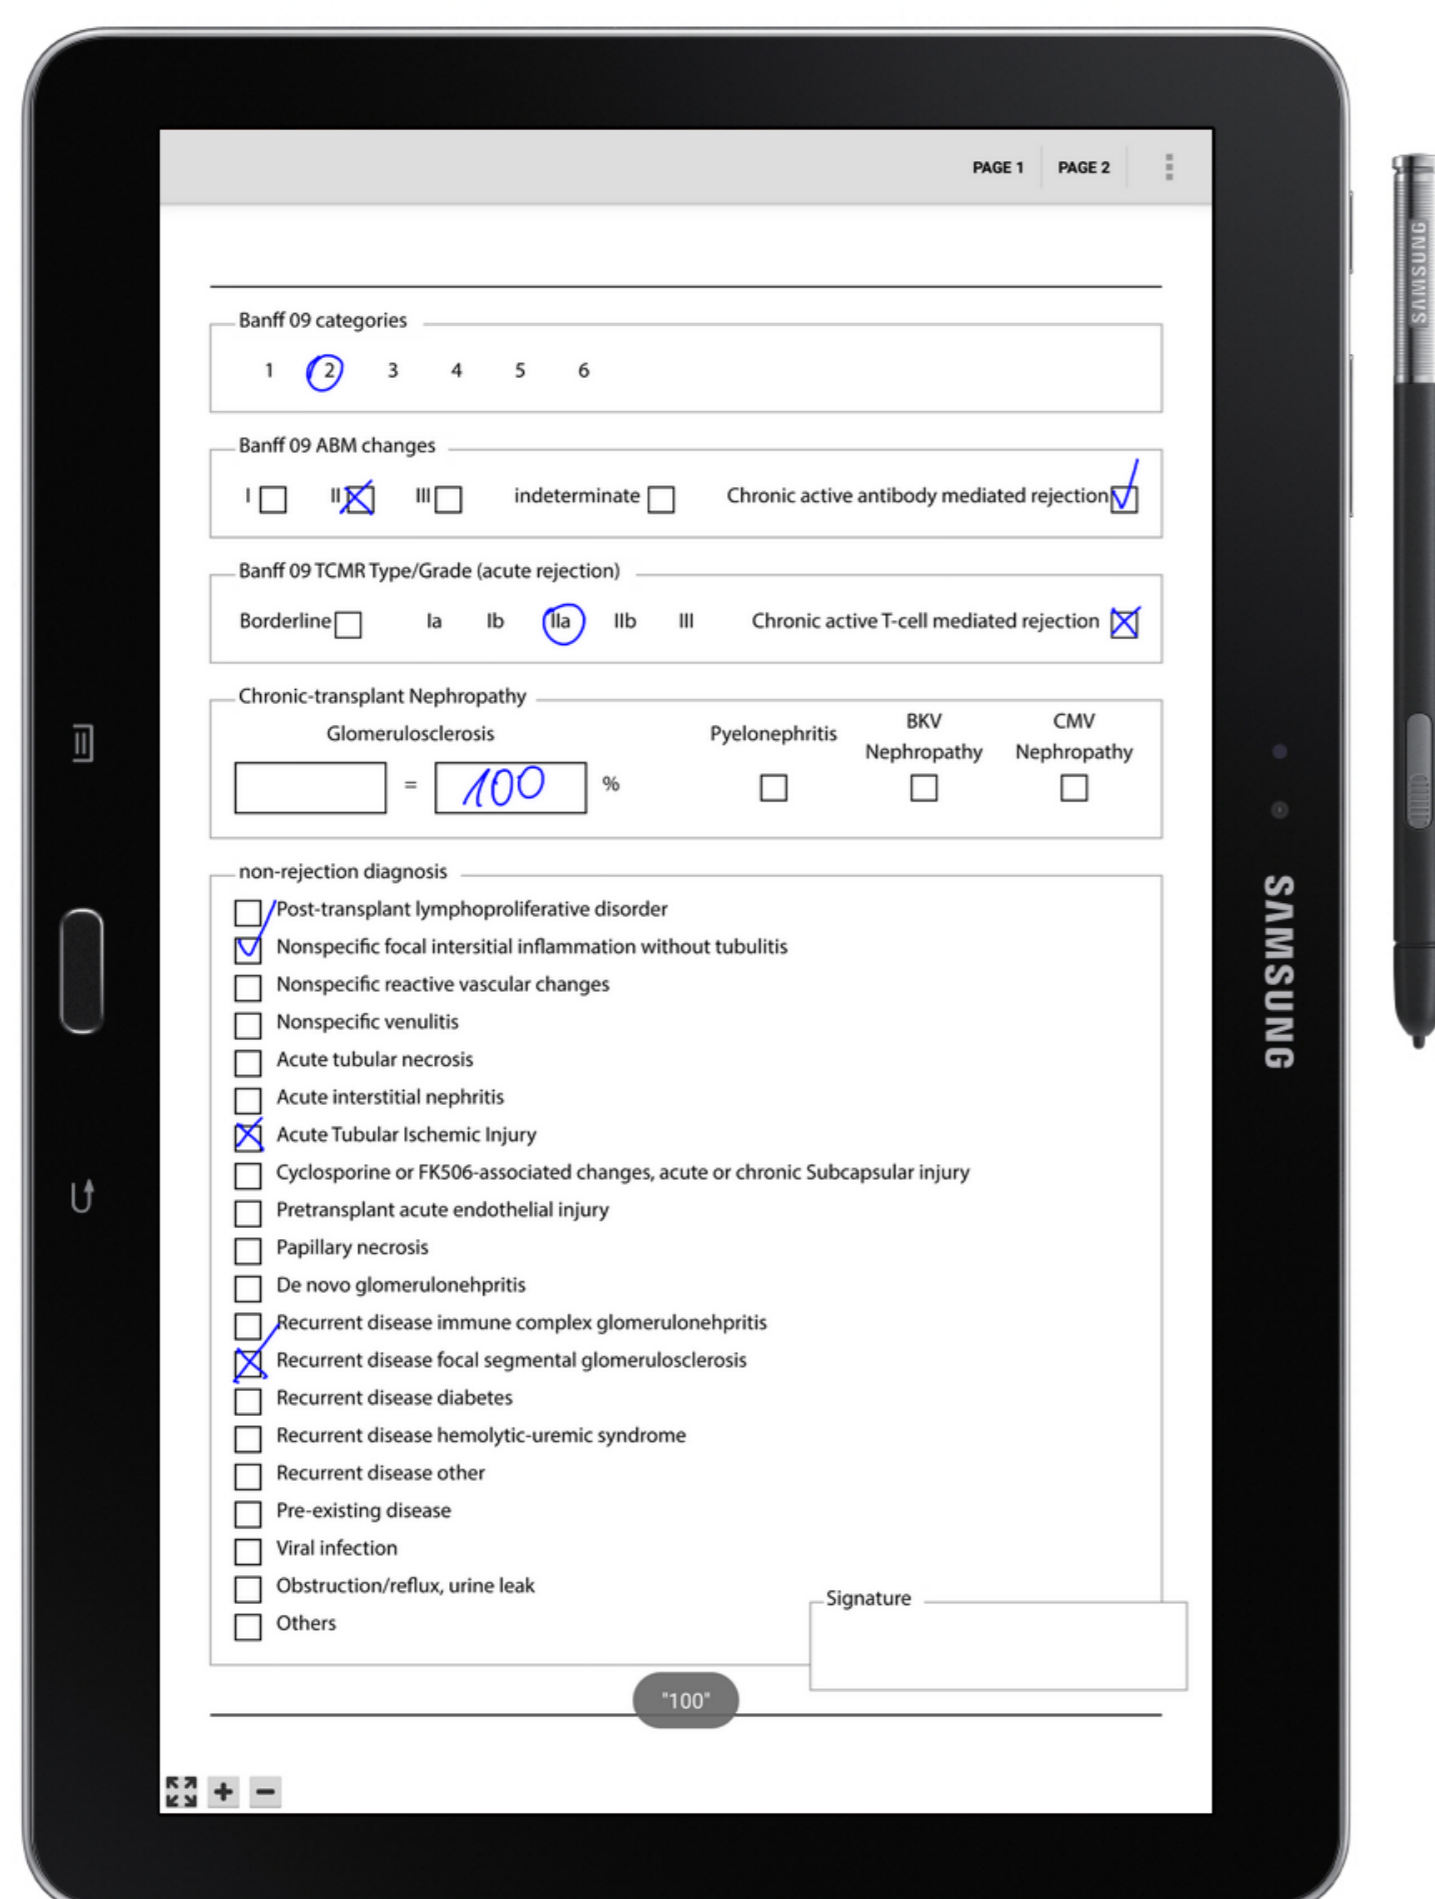 PAGE 1 PAGE 2
Banff 09 categories
1 2 3 4 5 6
Banff 09 ABM changes
I II III indeterminate Chronic active antibody mediated rejection
Banff 09 TCMR Type/Grade (acute rejection)
Borderline Ia Ib IIa IIb III Chronic active T-cell mediated rejection
Chronic-transplant Nephropathy
Glomerulosclerosis Pyelonephritis BKV Nephropathy CMV Nephropathy
= 100 %
non-rejection diagnosis
Post-transplant lymphoproliferative disorder
Nonspecific focal intersitial inflammation without tubulitis
Nonspecific reactive vascular changes
Nonspecific venulitis
Acute tubular necrosis
Acute interstitial nephritis
Acute Tubular Ischemic Injury
Cyclosporine or FK506-associated changes, acute or chronic Subcapsular injury
Pretransplant acute endothelial injury
Papillary necrosis
De novo glomerulonehpritis
Recurrent disease immune complex glomerulonehpritis
Recurrent disease focal segmental glomerulosclerosis
Recurrent disease diabetes
Recurrent disease hemolytic-uremic syndrome
Recurrent disease other
Pre-existing disease
Viral infection
Obstruction/reflux, urine leak
Others
Signature
"100"
SAMSUNG
SAMSUNG